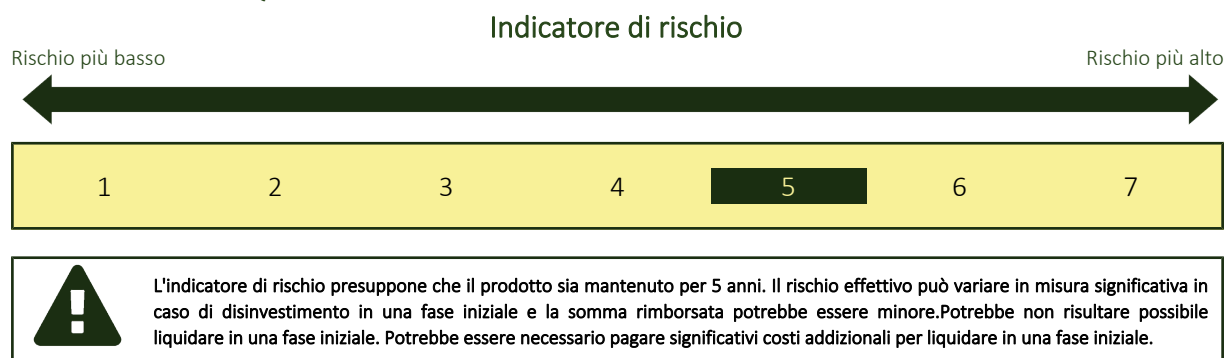 Indicatore di rischio
Rischio più basso Rischio più alto
1 2 3 4 5 6 7
L'indicatore di rischio presuppone che il prodotto sia mantenuto per 5 anni. Il rischio effettivo può variare in misura significativa in
caso di disinvestimento in una fase iniziale e la somma rimborsata potrebbe essere minore.Potrebbe non risultare possibile
liquidare in una fase iniziale. Potrebbe essere necessario pagare significativi costi addizionali per liquidare in una fase iniziale.